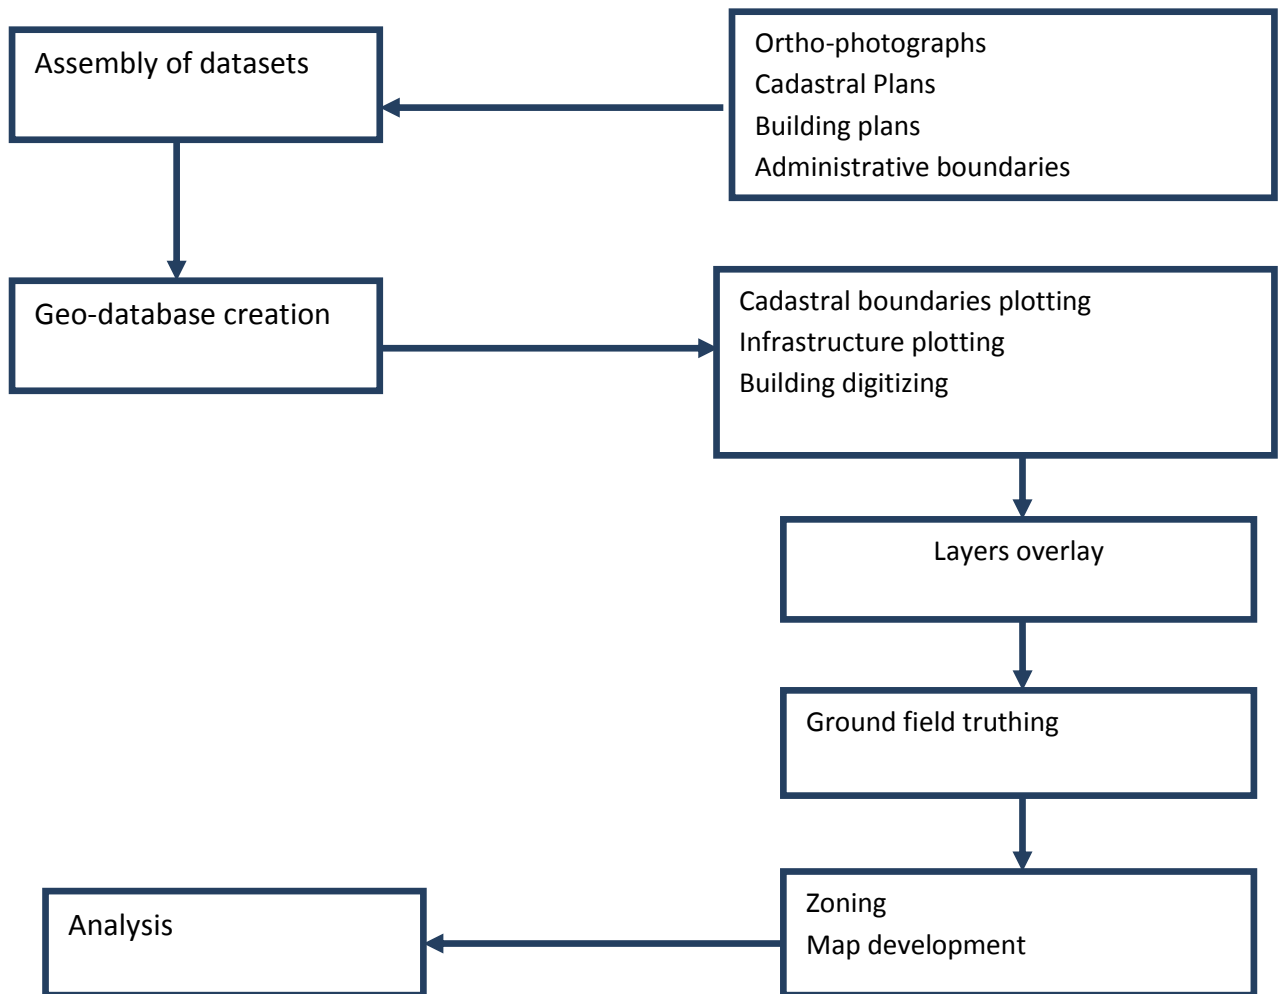 Assembly of datasets
Ortho-photographs
Cadastral Plans
Building plans
Administrative boundaries
Geo-database creation
Cadastral boundaries plotting
Infrastructure plotting
Building digitizing
Layers overlay
Ground field truthing
Zoning
Map development
Analysis